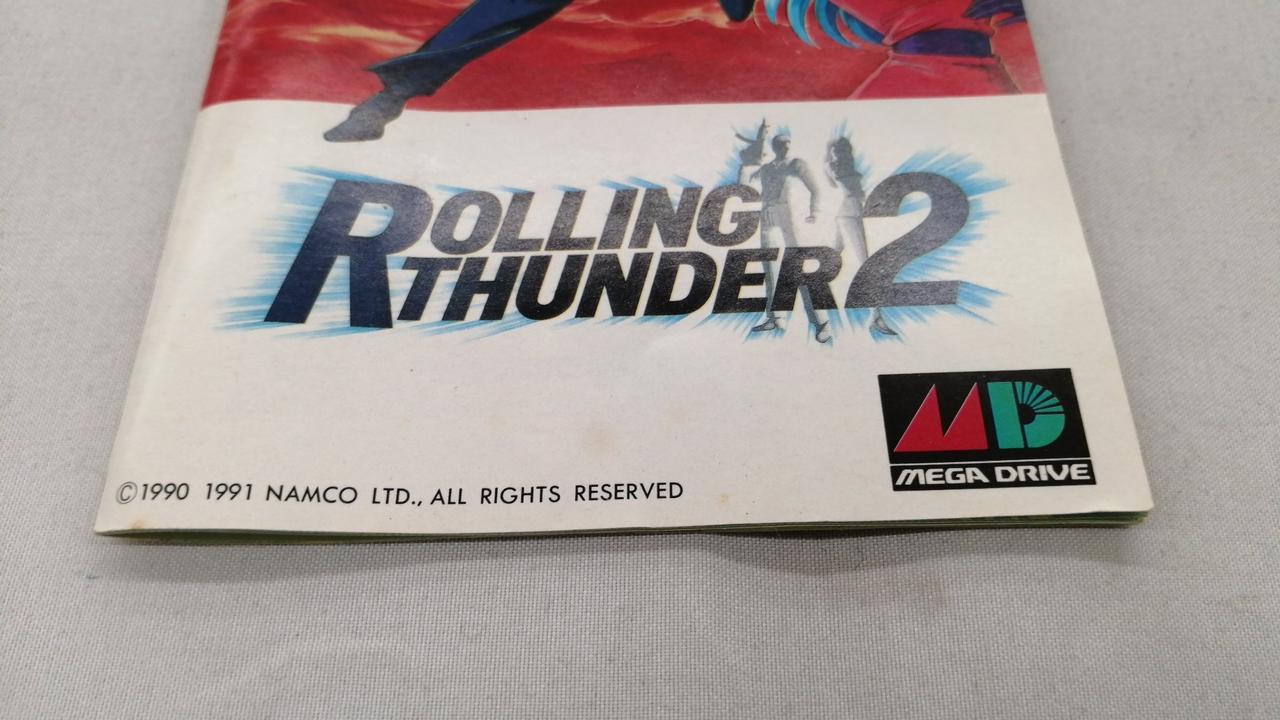 ROLLING
THUNDER 2
MD
MEGA DRIVE
©1990 1991 NAMCO LTD., ALL RIGHTS RESERVED